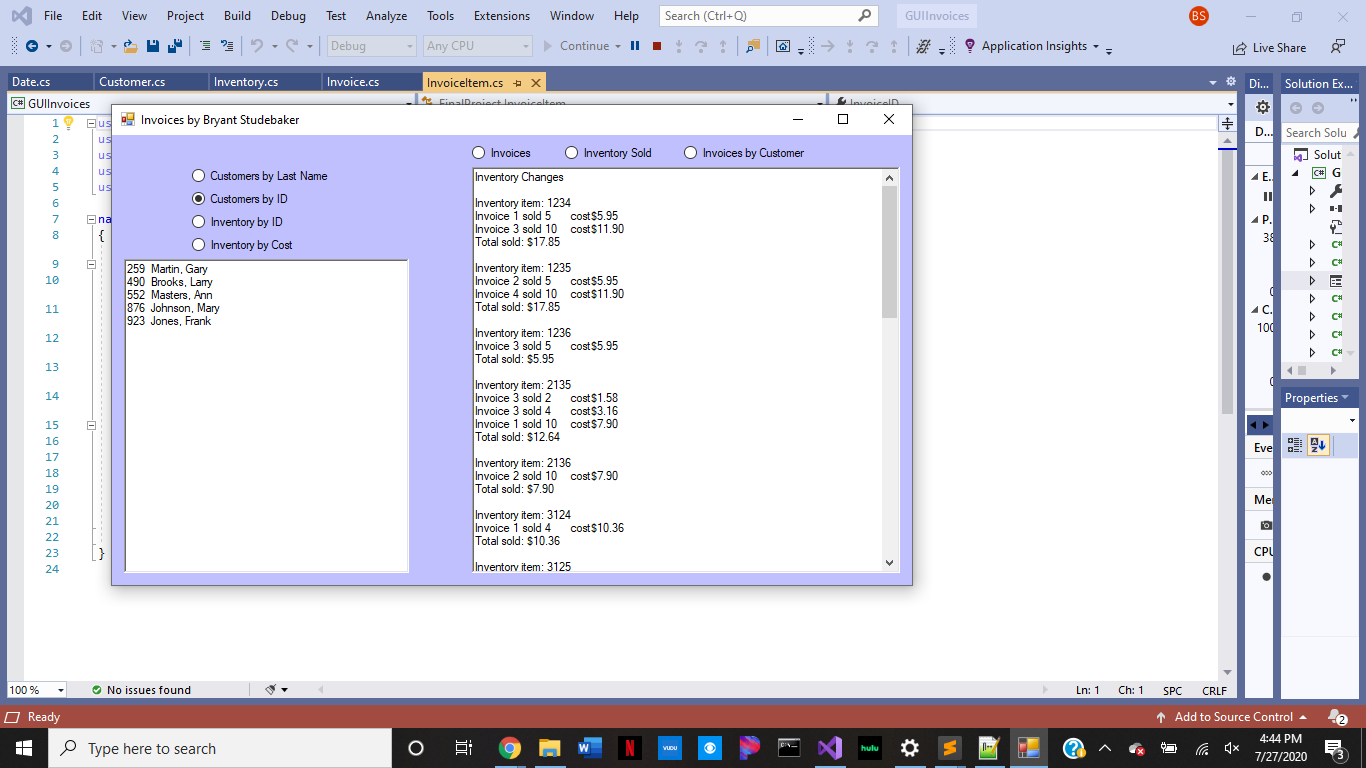 File Edit View Project Build Debug Test Analyze Tools Extensions Window Help Search (Ctrl+Q) GUIInvoices BS
Debug Any CPU Continue Application Insights Live Share
Date.cs Customer.cs Inventory.cs Invoice.cs InvoiceItem.cs Di... Solution Ex...
GUIInvoices FinalProject.InvoiceItem InvoiceID
Invoices by Bryant Studebaker
Invoices Inventory Sold Invoices by Customer
Customers by Last Name
Customers by ID
Inventory by ID
Inventory by Cost
259 Martin, Gary
490 Brooks, Larry
552 Masters, Ann
876 Johnson, Mary
923 Jones, Frank
Inventory Changes
Inventory item: 1234
Invoice 1 sold 5 cost$5.95
Invoice 3 sold 10 cost$11.90
Total sold: $17.85
Inventory item: 1235
Invoice 2 sold 5 cost$5.95
Invoice 4 sold 10 cost$11.90
Total sold: $17.85
Inventory item: 1236
Invoice 3 sold 5 cost$5.95
Total sold: $5.95
Inventory item: 2135
Invoice 3 sold 2 cost$1.58
Invoice 3 sold 4 cost$3.16
Invoice 1 sold 10 cost$7.90
Total sold: $12.64
Inventory item: 2136
Invoice 2 sold 10 cost$7.90
Total sold: $7.90
Inventory item: 3124
Invoice 1 sold 4 cost$10.36
Total sold: $10.36
Inventory item: 3125
1 us
2 us
3 us
4 us
5 us
6
7 na
8 {
9
10
11
12
13
14
15
16
17
18
19
20
21
22
23 }
24
D...
E...
P...
38
0
C...
100
0
Eve
Me
CPU
Search Solu
Solut
G
C#
C#
C#
C#
C#
C#
Properties
100 % No issues found Ln: 1 Ch: 1 SPC CRLF
Ready Add to Source Control 2
Type here to search N W VUDU hulu 4:44 PM
7/27/2020 3